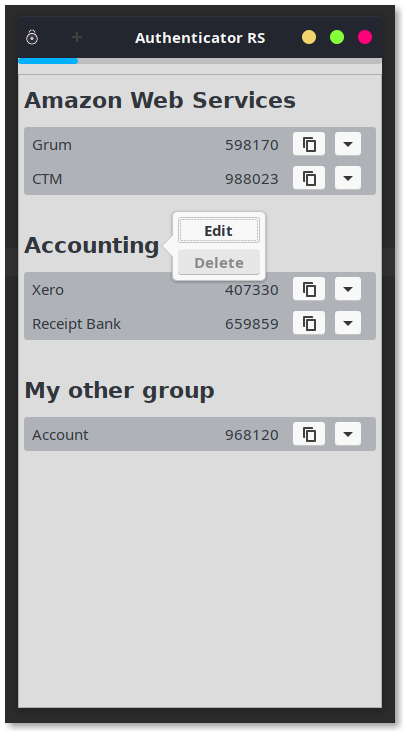 Authenticator RS
Amazon Web Services
Grum 598170
CTM 988023
Accounting
Edit
Delete
Xero 407330
Receipt Bank 659859
My other group
Account 968120